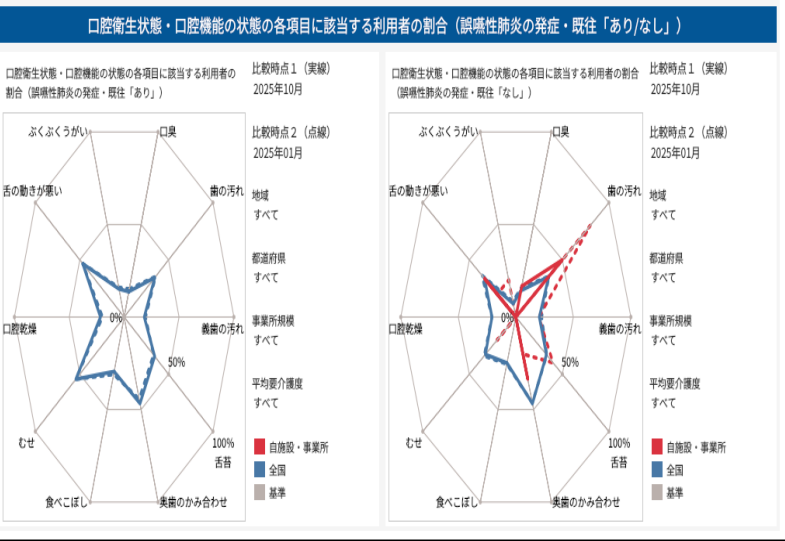 口腔衛生状態・口腔機能の状態の各項目に該当する利用者の割合（誤嚥性肺炎の発症・既往「あり/なし」）
口腔衛生状態・口腔機能の状態の各項目に該当する利用者の
割合（誤嚥性肺炎の発症・既往「あり」）
比較時点１（実線）
2025年10月
比較時点２（点線）
2025年01月
地域
すべて
都道府県
すべて
事業所規模
すべて
平均要介護度
すべて
自施設・事業所
全国
基準
ぶくぶくうがい
口臭
舌の動きが悪い
歯の汚れ
口腔乾燥
0%
義歯の汚れ
50%
むせ
100%
舌苔
食べこぼし
奥歯のかみ合わせ
口腔衛生状態・口腔機能の状態の各項目に該当する利用者の割合
（誤嚥性肺炎の発症・既往「なし」）
比較時点１（実線）
2025年10月
比較時点２（点線）
2025年01月
地域
すべて
都道府県
すべて
事業所規模
すべて
平均要介護度
すべて
自施設・事業所
全国
基準
ぶくぶくうがい
口臭
舌の動きが悪い
歯の汚れ
口腔乾燥
0%
義歯の汚れ
50%
むせ
100%
舌苔
食べこぼし
奥歯のかみ合わせ